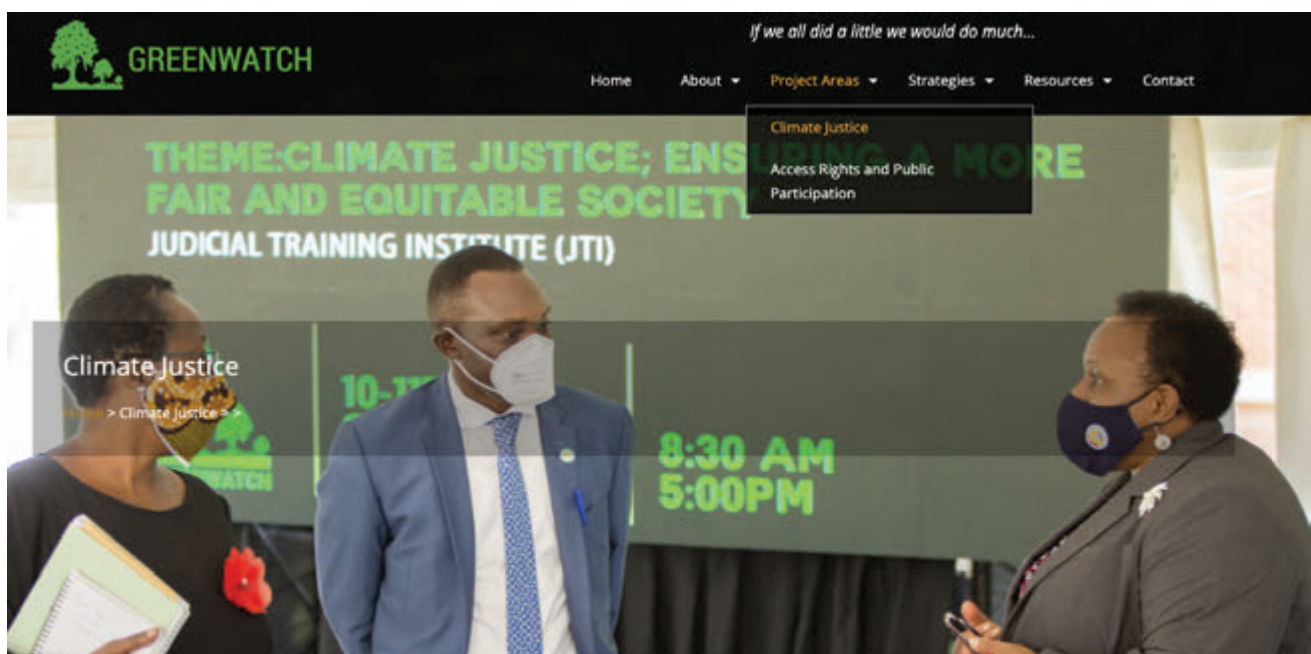 If we all did a little we would do much...
GREENWATCH
Home About Project Areas Strategies Resources Contact
Climate Justice
Access Rights and Public
Participation
THEME:CLIMATE JUSTICE; ENSURING A MORE
FAIR AND EQUITABLE SOCIETY
JUDICIAL TRAINING INSTITUTE (JTI)
Climate Justice
Home > Climate Justice > >
8:30 AM
5:00PM